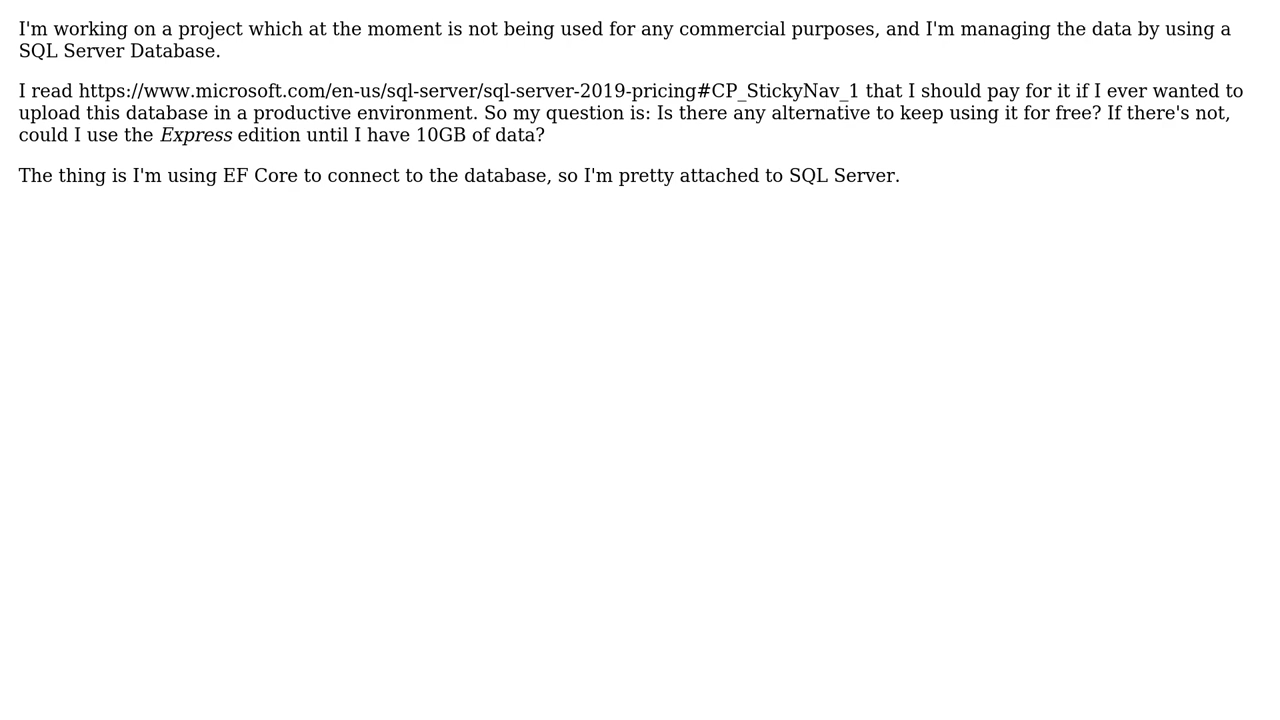 I'm working on a project which at the moment is not being used for any commercial purposes, and I'm managing the data by using a
SQL Server Database.
I read https://www.microsoft.com/en-us/sql-server/sql-server-2019-pricing#CP_StickyNav_1 that I should pay for it if I ever wanted to
upload this database in a productive environment. So my question is: Is there any alternative to keep using it for free? If there's not,
could I use the Express edition until I have 10GB of data?
The thing is I'm using EF Core to connect to the database, so I'm pretty attached to SQL Server.